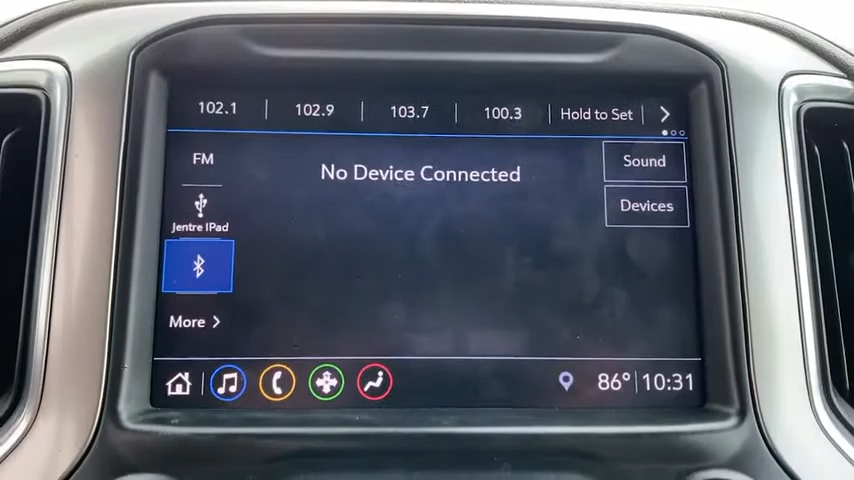 102.1 102.9 103.7 100.3 Hold to Set
FM
No Device Connected
Sound
Jentre IPad
Devices
More
86° 10:31